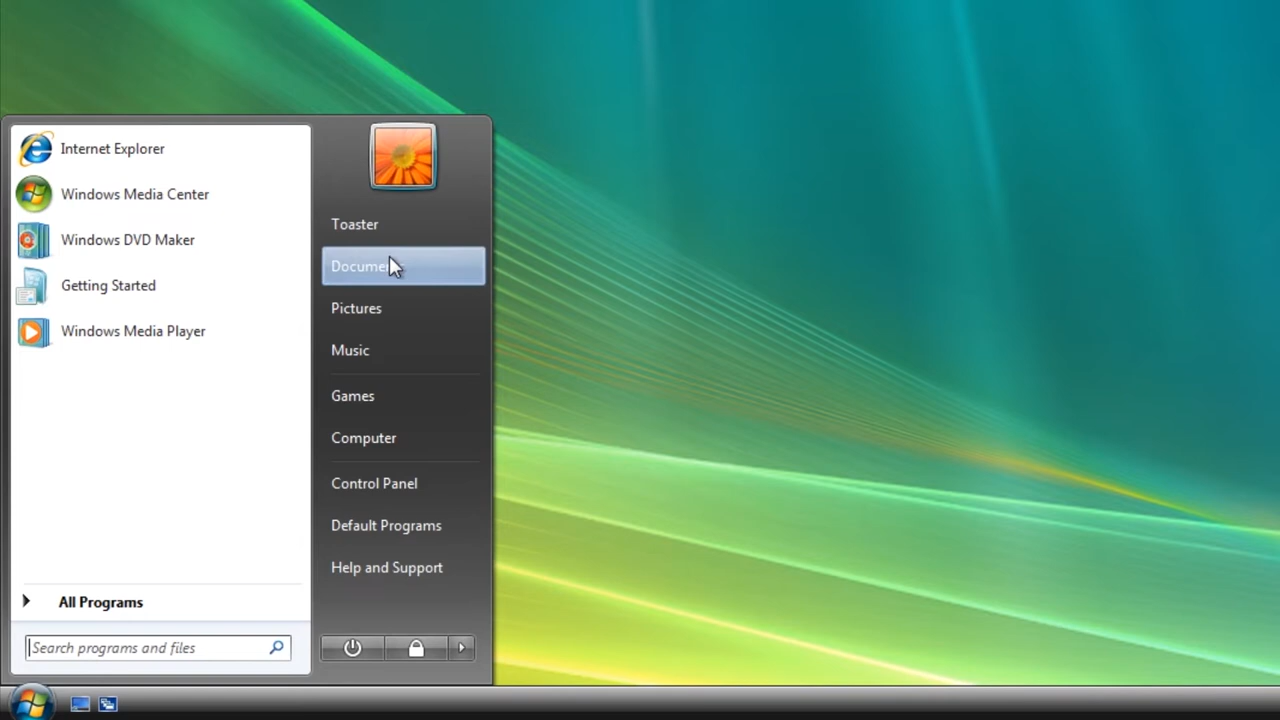 Internet Explorer
Windows Media Center
Windows DVD Maker
Getting Started
Windows Media Player
All Programs
Search programs and files
Toaster
Pictures
Music
Games
Computer
Control Panel
Default Programs
Help and Support